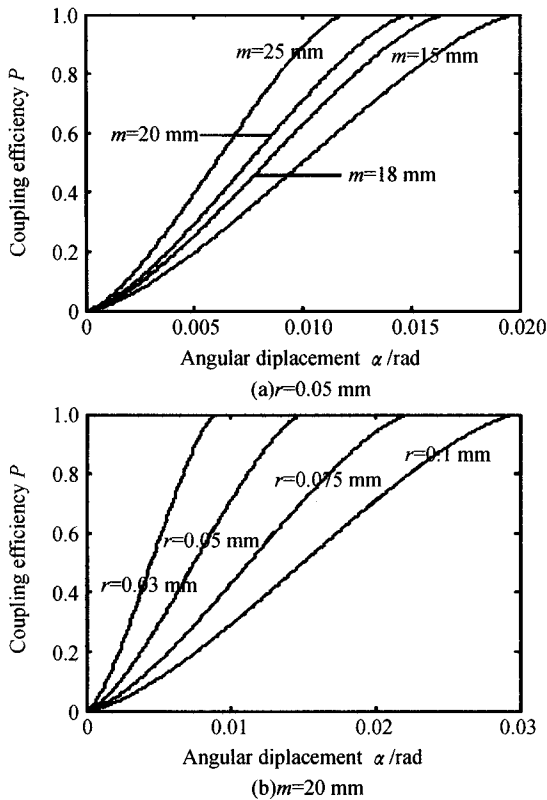 1.0
0.8
0.6
0.4
0.2
0
Coupling efficiency P
m=25 mm
m=15 mm
m=20 mm
m=18 mm
0 0.005 0.010 0.015 0.020
Angular diplacement α/rad
(a)r=0.05 mm
1.0
0.8
0.6
0.4
0.2
0
Coupling efficiency P
r=0.1 mm
r=0.075 mm
r=0.05 mm
r=0.03 mm
0 0.01 0.02 0.03
Angular diplacement α/rad
(b)m=20 mm